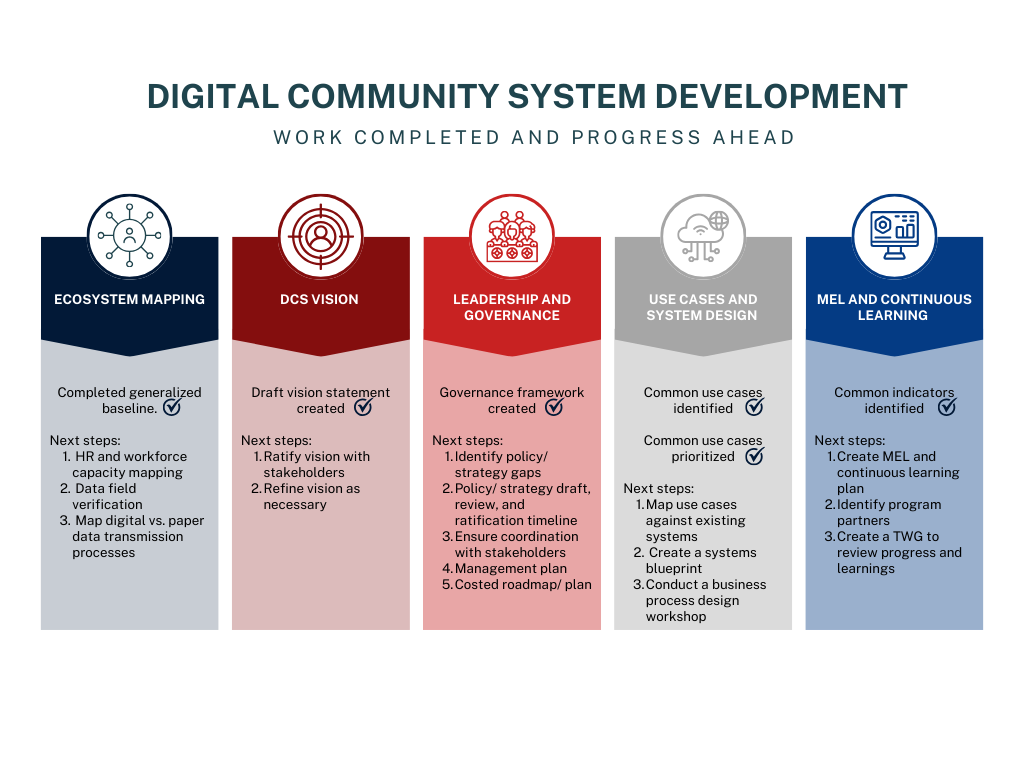 DIGITAL COMMUNITY SYSTEM DEVELOPMENT
WORK COMPLETED AND PROGRESS AHEAD
ECOSYSTEM MAPPING
Completed generalized
baseline.
Next steps:
1. HR and workforce
capacity mapping
2. Data field
verification
3. Map digital vs. paper
data transmission
processes
DCS VISION
Draft vision statement
created
Next steps:
1. Ratify vision with
stakeholders
2. Refine vision as
necessary
LEADERSHIP AND
GOVERNANCE
Governance framework
created
Next steps:
1. Identify policy/
strategy gaps
2. Policy/ strategy draft,
review, and
ratification timeline
3. Ensure coordination
with stakeholders
4. Management plan
5. Costed roadmap/ plan
USE CASES AND
SYSTEM DESIGN
Common use cases
identified
Common use cases
prioritized
Next steps:
1. Map use cases
against existing
systems
2. Create a systems
blueprint
3. Conduct a business
process design
workshop
MEL AND CONTINUOUS
LEARNING
Common indicators
identified
Next steps:
1. Create MEL and
continuous learning
plan
2. Identify program
partners
3. Create a TWG to
review progress and
learnings